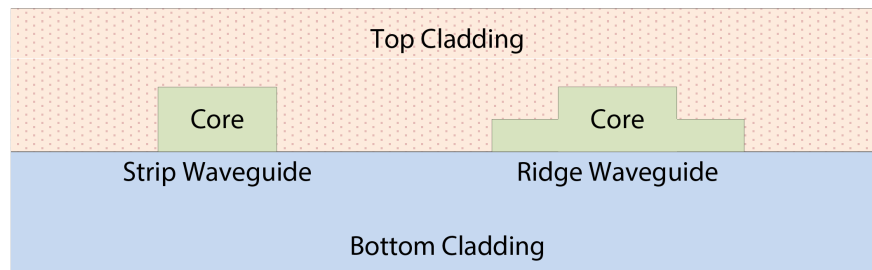 Top Cladding
Core
Core
Strip Waveguide
Ridge Waveguide
Bottom Cladding